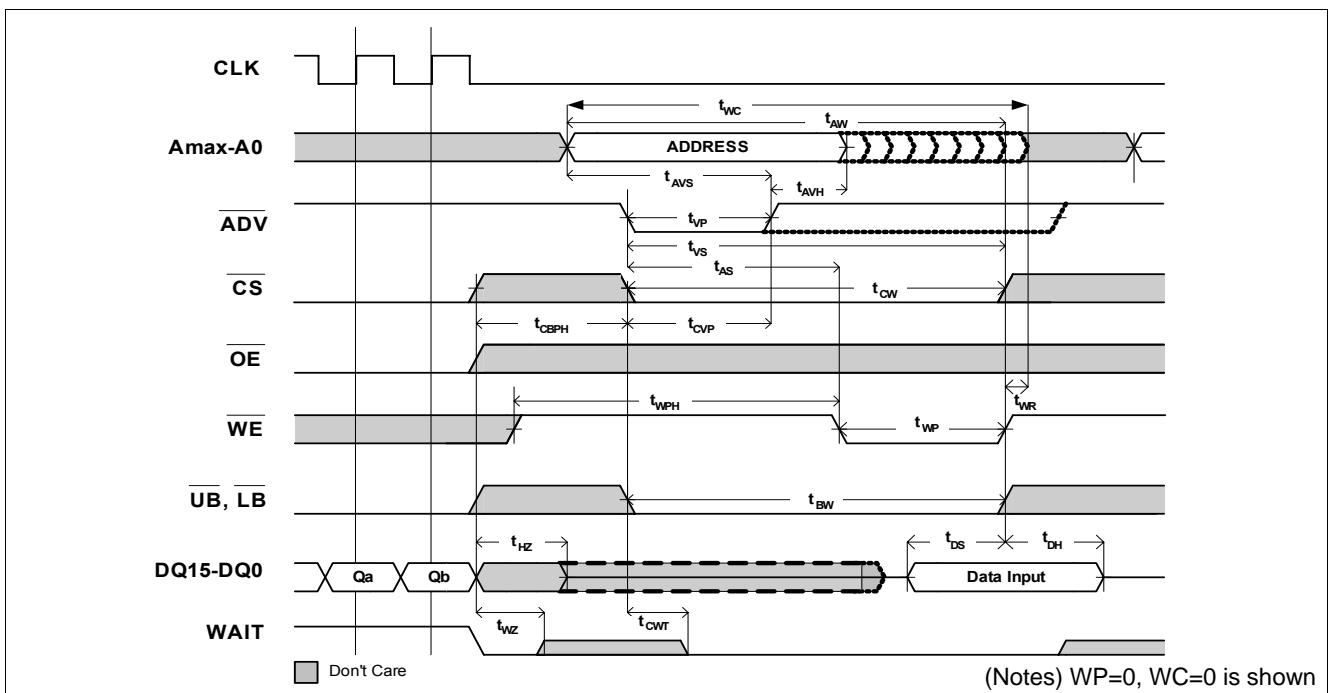 CLK
tWC
tAW
Amax-A0
ADDRESS
tAVS
tAVH
ADV
tVP
tVS
tAS
CS
tCW
tCBPH
tCVP
OE
tWPH
tWR
WE
tWP
UB, LB
tBW
tHZ
tDS
tDH
DQ15-DQ0
Qa
Qb
Data Input
tWZ
tCWT
WAIT
Don't Care
(Notes) WP=0, WC=0 is shown